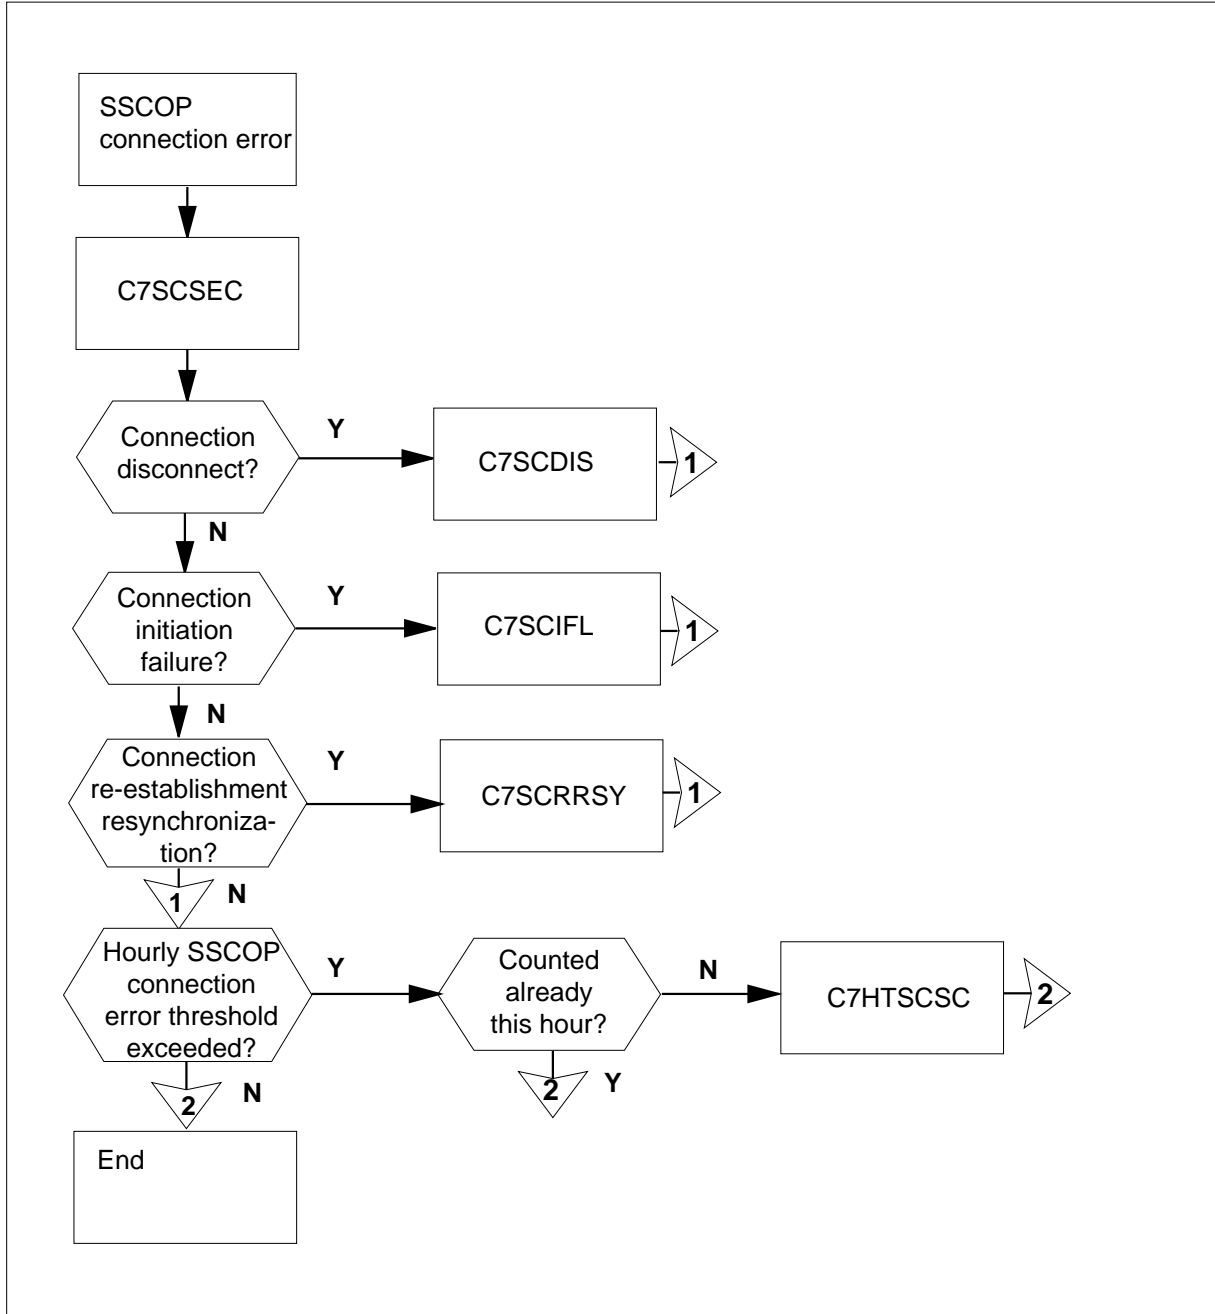 SSCOP
connection error
C7SCSEC
Connection
disconnect?
Y
C7SCDIS
1
N
Connection
initiation
failure?
Y
C7SCIFL
1
N
Connection
re-establishment
resynchroniza-
tion?
Y
C7SCRRSY
1
1
N
Hourly SSCOP
connection
error threshold
exceeded?
Y
Counted
already
this hour?
N
C7HTSCSC
2
2
N
2
Y
End